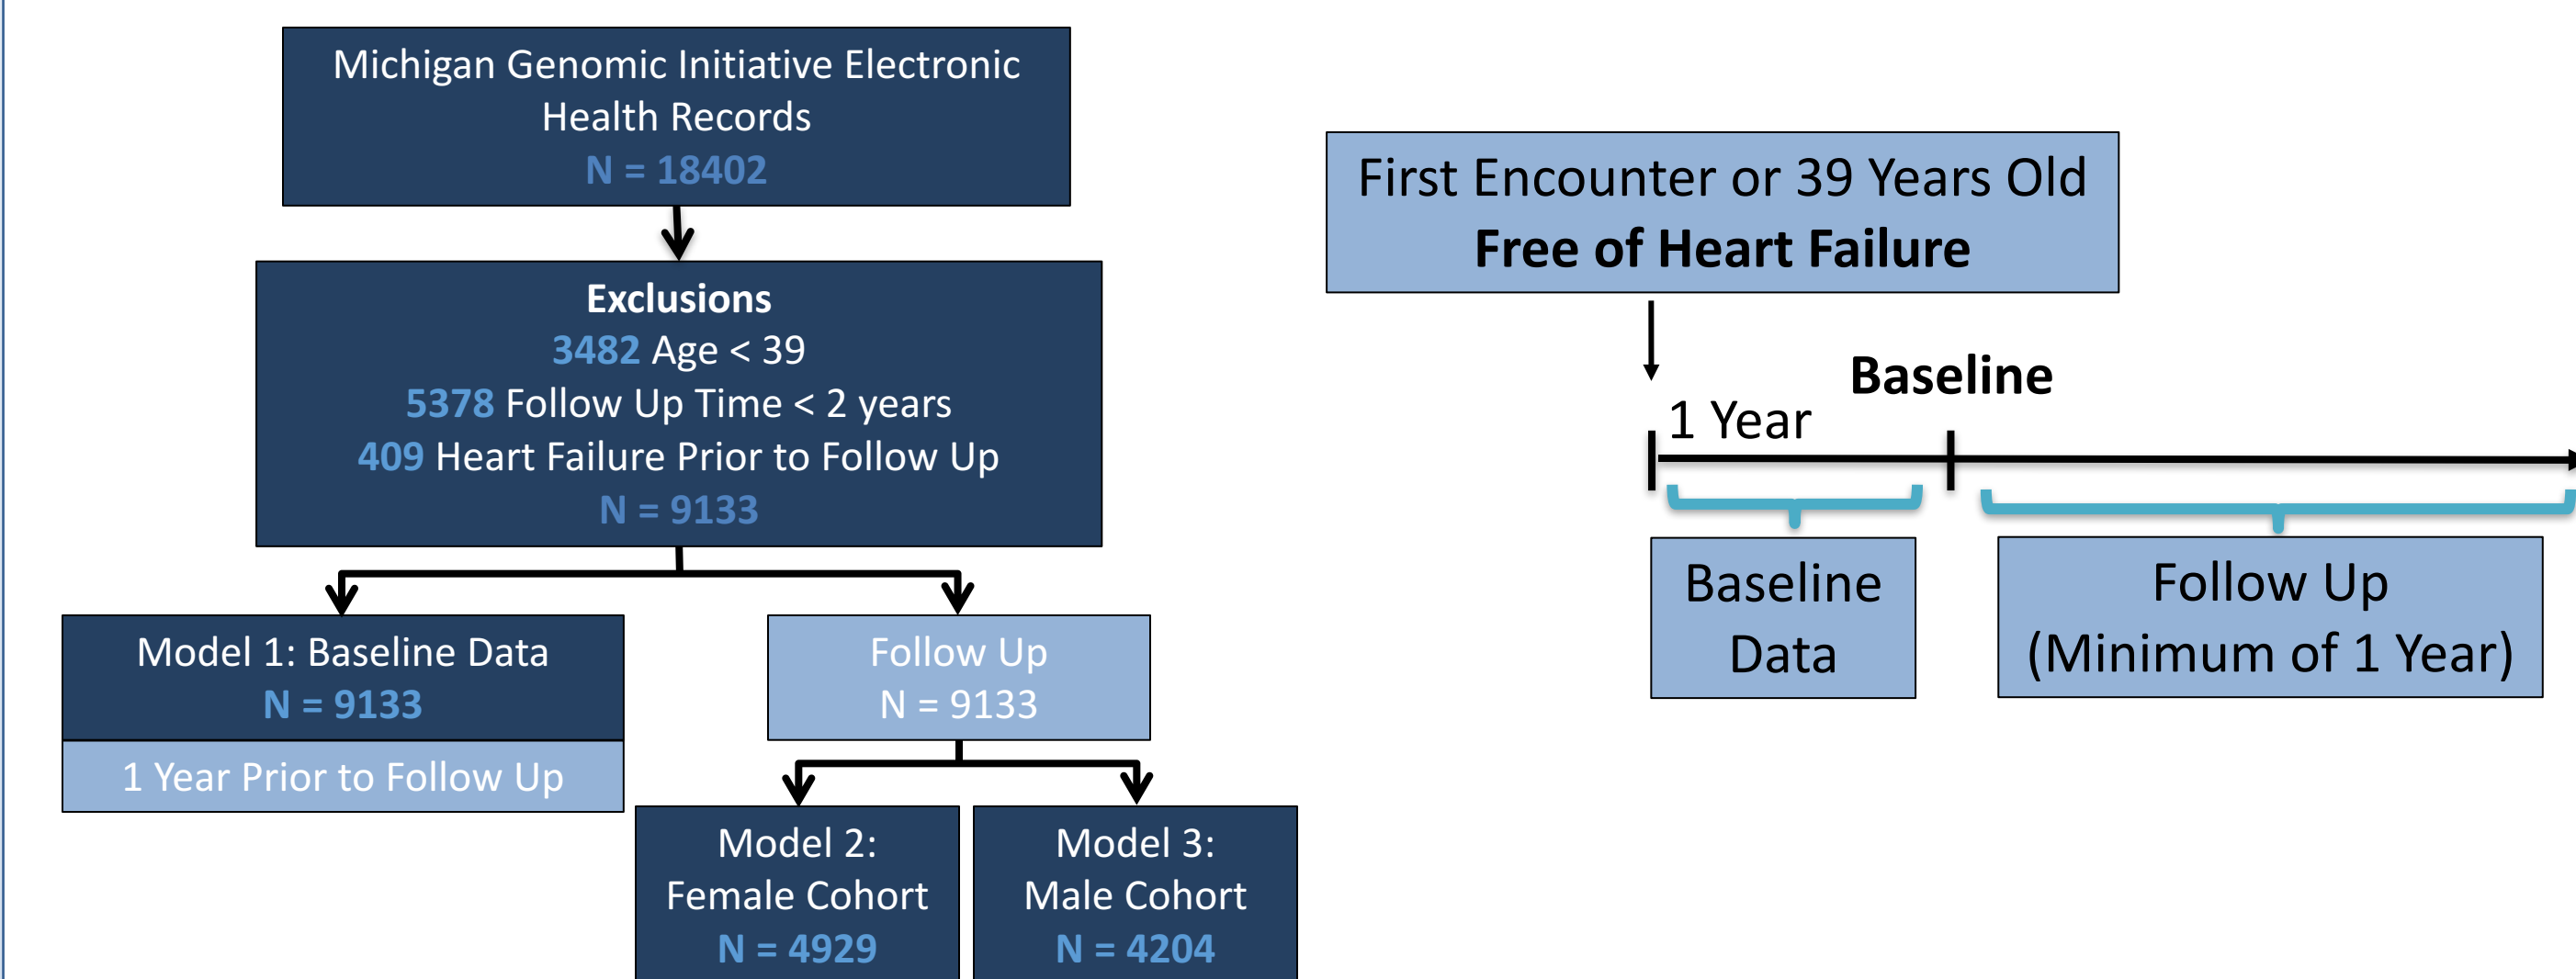 Michigan Genomic Initiative Electronic
Health Records
N = 18402
Exclusions
3482 Age < 39
5378 Follow Up Time < 2 years
409 Heart Failure Prior to Follow Up
N = 9133
Model 1: Baseline Data
N = 9133
1 Year Prior to Follow Up
Follow Up
N = 9133
Model 2:
Female Cohort
N = 4929
Model 3:
Male Cohort
N = 4204
First Encounter or 39 Years Old
Free of Heart Failure
Baseline
1 Year
Baseline
Data
Follow Up
(Minimum of 1 Year)